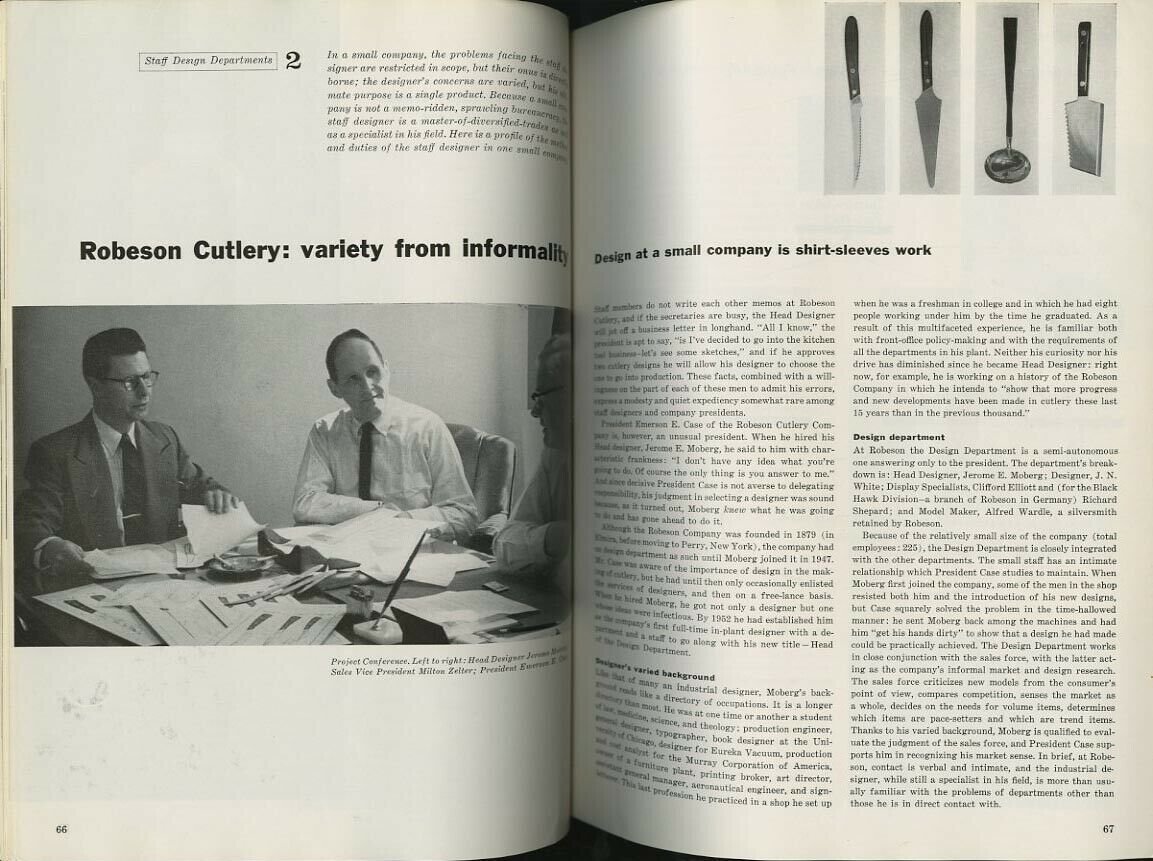 Staff Design Departments 2
In a small company, the problems facing the staff
signer are restricted in scope, but their onus is
borne; the designer's concerns are varied, but his
mate purpose is a single product. Because a small
pany is not a memo-ridden, sprawling bureaucracy,
staff designer is a master-of-diversified-trades as
as a specialist in his field. Here is a profile of the
and duties of the staff designer in one small
Robeson Cutlery: variety from informality
Project Conference. Left to right: Head Designer Jerome
Sales Vice President Milton Zelter; President Emerson E.
66
Design at a small company is shirt-sleeves work
Staff members do not write each other memos at Robeson
Cutlery, and if the secretaries are busy, the Head Designer
will jot off a business letter in longhand. "All I know," the
president is apt to say, "is I've decided to go into the kitchen
tool business—let's see some sketches," and if he approves
two cutlery designs he will allow his designer to choose the
one to go into production. These facts, combined with a will-
ingness on the part of each of these men to admit his errors,
express a modesty and quiet expediency somewhat rare among
staff designers and company presidents.
President Emerson E. Case of the Robeson Cutlery Com-
pany is, however, an unusual president. When he hired his
Head designer, Jerome E. Moberg, he said to him with char-
acteristic frankness: "I don't have any idea what you're
going to do. Of course the only thing is you answer to me."
And since decisive President Case is not averse to delegating
responsibility, his judgment in selecting a designer was sound
because, as it turned out, Moberg knew what he was going
to do and has gone ahead to do it.
Although the Robeson Company was founded in 1879 (in
Elmira, before moving to Perry, New York), the company had
no design department as such until Moberg joined it in 1947.
Mr. Case was aware of the importance of design in the mak-
ing of cutlery, but he had until then only occasionally enlisted
the services of designers, and then on a free-lance basis.
When he hired Moberg, he got not only a designer but one
whose ideas were infectious. By 1952 he had established him
as the company's first full-time in-plant designer with a de-
partment and a staff to go along with his new title—Head
of the Design Department.
Designer's varied background
Like that of many an industrial designer, Moberg's back-
ground reads like a directory of occupations. It is a longer
directory than most. He was at one time or another a student
of law, medicine, science, and theology; production engineer,
general designer, typographer, book designer at the Uni-
versity of Chicago, designer for Eureka Vacuum, production
and cost analyst for the Murray Corporation of America,
owner of a furniture plant, printing broker, art director,
assistant general manager, aeronautical engineer, and sign-
This last profession he practiced in a shop he set up
when he was a freshman in college and in which he had eight
people working under him by the time he graduated. As a
result of this multifaceted experience, he is familiar both
with front-office policy-making and with the requirements of
all the departments in his plant. Neither his curiosity nor his
drive has diminished since he became Head Designer: right
now, for example, he is working on a history of the Robeson
Company in which he intends to "show that more progress
and new developments have been made in cutlery these last
15 years than in the previous thousand."
Design department
At Robeson the Design Department is a semi-autonomous
one answering only to the president. The department's break-
down is: Head Designer, Jerome E. Moberg; Designer, J. N.
White; Display Specialists, Clifford Elliott and (for the Black
Hawk Division—a branch of Robeson in Germany) Richard
Shepard; and Model Maker, Alfred Wardle, a silversmith
retained by Robeson.
Because of the relatively small size of the company (total
employees: 225), the Design Department is closely integrated
with the other departments. The small staff has an intimate
relationship which President Case studies to maintain. When
Moberg first joined the company, some of the men in the shop
resisted both him and the introduction of his new designs,
but Case squarely solved the problem in the time-hallowed
manner: he sent Moberg back among the machines and had
him "get his hands dirty" to show that a design he had made
could be practically achieved. The Design Department works
in close conjunction with the sales force, with the latter act-
ing as the company's informal market and design research.
The sales force criticizes new models from the consumer's
point of view, compares competition, senses the market as
a whole, decides on the needs for volume items, determines
which items are pace-setters and which are trend items.
Thanks to his varied background, Moberg is qualified to eval-
uate the judgment of the sales force, and President Case sup-
ports him in recognizing his market sense. In brief, at Robe-
son, contact is verbal and intimate, and the industrial de-
signer, while still a specialist in his field, is more than usu-
ally familiar with the problems of departments other than
those he is in direct contact with.
67